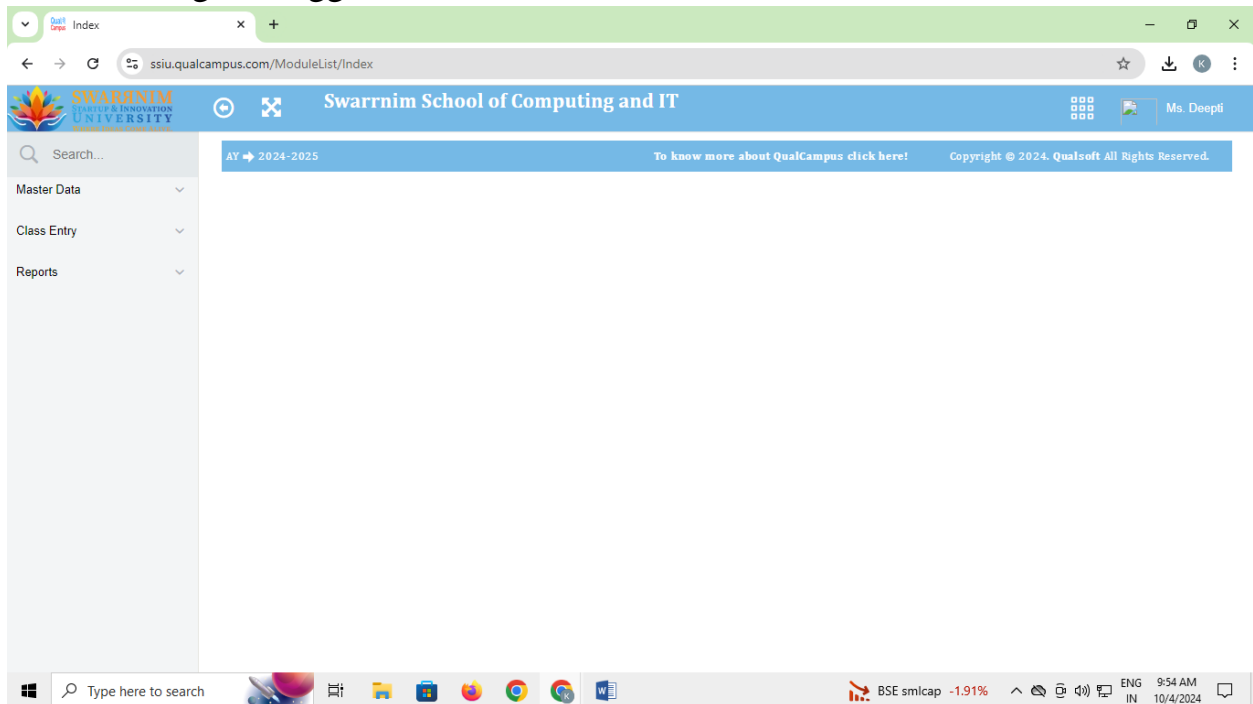 Qual
Campus
Index
ssiu.qualcampus.com/ModuleList/Index
K
SWARRNIM
STARTUP & INNOVATION
UNIVERSITY
Swarrnim School of Computing and IT
Ms. Deepti
Search...
AY 2024-2025
To know more about QualCampus click here!
Copyright © 2024. Qualsoft All Rights Reserved.
Master Data
Class Entry
Reports
Type here to search
BSE smlcap -1.91%
ENG
IN
9:54 AM
10/4/2024